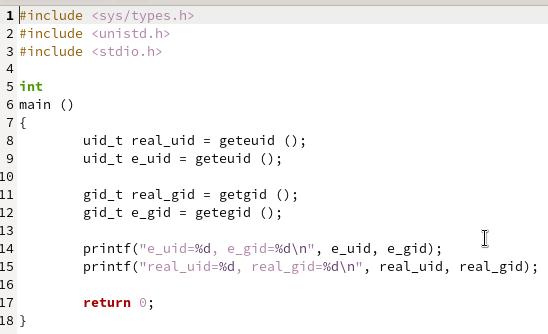 1 #include <sys/types.h>
2 #include <unistd.h>
3 #include <stdio.h>
4
5 int
6 main ()
7 {
8         uid_t real_uid = geteuid ();
9         uid_t e_uid = geteuid ();
10
11         gid_t real_gid = getgid ();
12         gid_t e_gid = getegid ();
13
14         printf("e_uid=%d, e_gid=%d\n", e_uid, e_gid);
15         printf("real_uid=%d, real_gid=%d\n", real_uid, real_gid);
16
17         return 0;
18 }